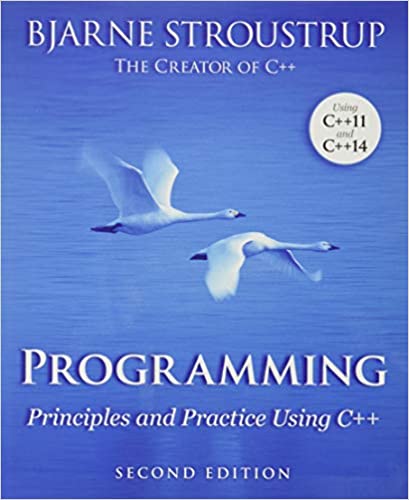 BJARNE STROUSTRUP
THE CREATOR OF C++
Using
C++11
and
C++14
PROGRAMMING
Principles and Practice Using C++
SECOND EDITION